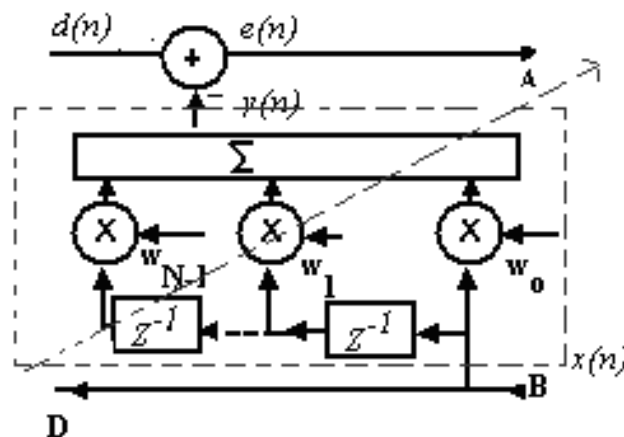 d(n) e(n)
+
A
−
y(n)
Σ
X X X
w N-1 w 1 w o
Z⁻¹ Z⁻¹
x(n)
B
D